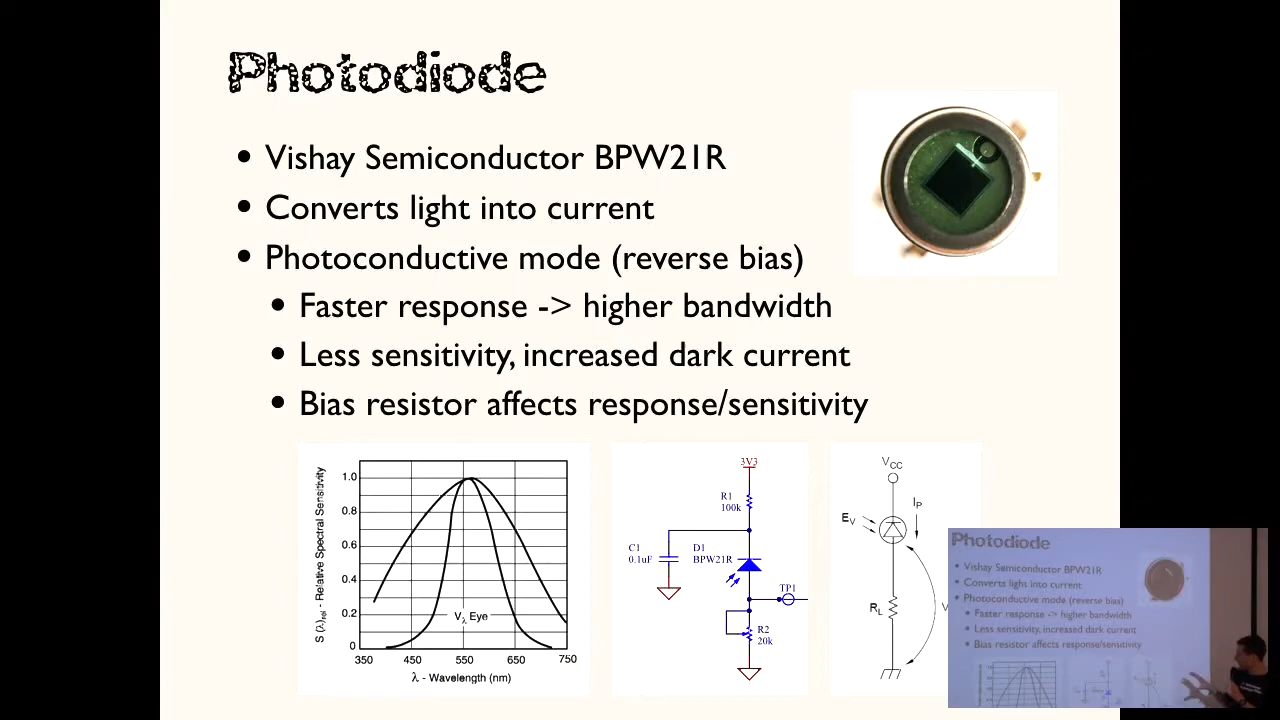 Photodiode
• Vishay Semiconductor BPW21R
• Converts light into current
• Photoconductive mode (reverse bias)
• Faster response -> higher bandwidth
• Less sensitivity, increased dark current
• Bias resistor affects response/sensitivity
S (λ)rel - Relative Spectral Sensitivity
1.0
0.8
0.6
0.4
0.2
0
Vλ Eye
350 450 550 650 750
λ - Wavelength (nm)
3V3
R1
100k
C1
0.1uF
D1
BPW21R
TP1
R2
20k
VCC
IP
EV
RL
V
Photodiode
• Vishay Semiconductor BPW21R
• Converts light into current
• Photoconductive mode (reverse bias)
• Faster response -> higher bandwidth
• Less sensitivity, increased dark current
• Bias resistor affects response/sensitivity